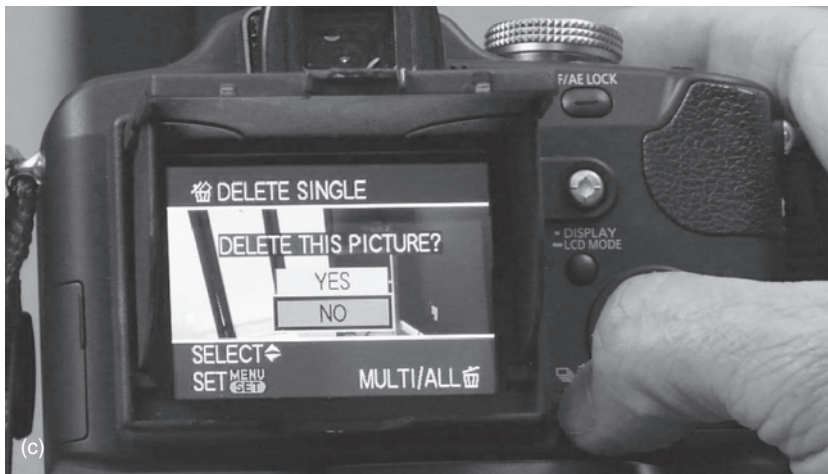 F/AE LOCK
DELETE SINGLE
DELETE THIS PICTURE?
YES
NO
SELECT
SET MENU/SET
MULTI/ALL
DISPLAY
LCD MODE
(c)